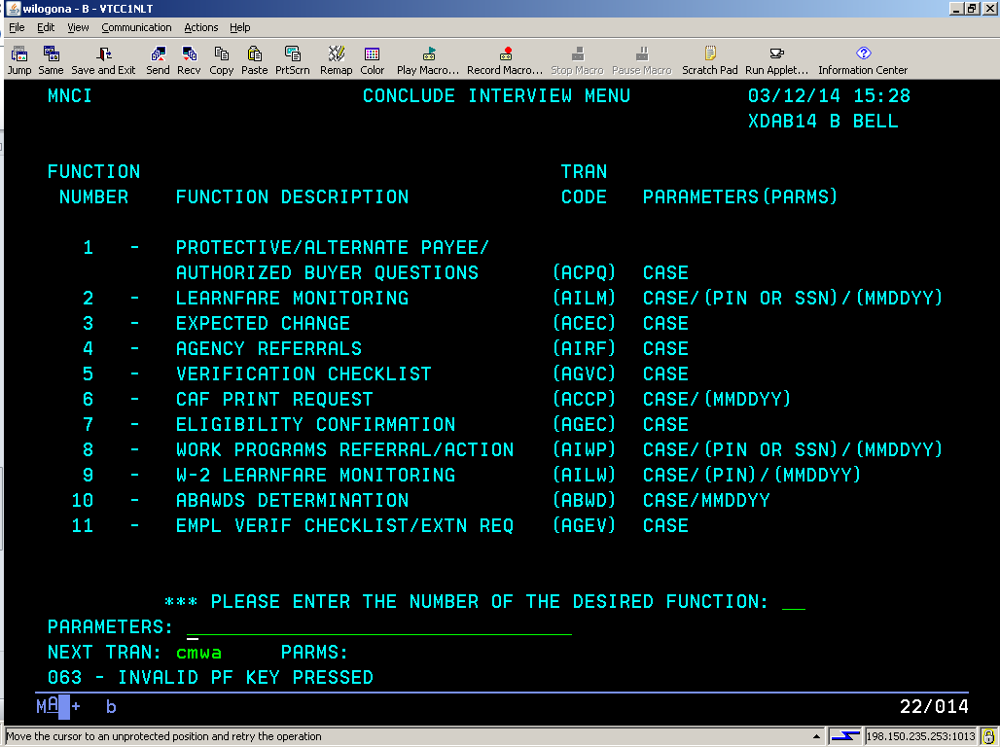 wilogona - B - VTCC1NLT
File Edit View Communication Actions Help
Jump Same Save and Exit Send Recv Copy Paste PrtScrn Remap Color Play Macro... Record Macro... Stop Macro Pause Macro Scratch Pad Run Applet... Information Center
MNCI CONCLUDE INTERVIEW MENU 03/12/14 15:28
XDAB14 B BELL
FUNCTION TRAN
NUMBER FUNCTION DESCRIPTION CODE PARAMETERS(PARMS)
1 - PROTECTIVE/ALTERNATE PAYEE/
AUTHORIZED BUYER QUESTIONS (ACPQ) CASE
2 - LEARNFARE MONITORING (AILM) CASE/(PIN OR SSN)/(MMDDYY)
3 - EXPECTED CHANGE (ACEC) CASE
4 - AGENCY REFERRALS (AIRF) CASE
5 - VERIFICATION CHECKLIST (AGVC) CASE
6 - CAF PRINT REQUEST (ACCP) CASE/(MMDDYY)
7 - ELIGIBILITY CONFIRMATION (AGEC) CASE
8 - WORK PROGRAMS REFERRAL/ACTION (AIWP) CASE/(PIN OR SSN)/(MMDDYY)
9 - W-2 LEARNFARE MONITORING (AILW) CASE/(PIN)/(MMDDYY)
10 - ABAWDS DETERMINATION (ABWD) CASE/MMDDYY
11 - EMPL VERIF CHECKLIST/EXTN REQ (AGEV) CASE
*** PLEASE ENTER THE NUMBER OF THE DESIRED FUNCTION: __
PARAMETERS: _________________________________
NEXT TRAN: cmwa PARMS:
063 - INVALID PF KEY PRESSED
MA + b 22/014
Move the cursor to an unprotected position and retry the operation 198.150.235.253:1013